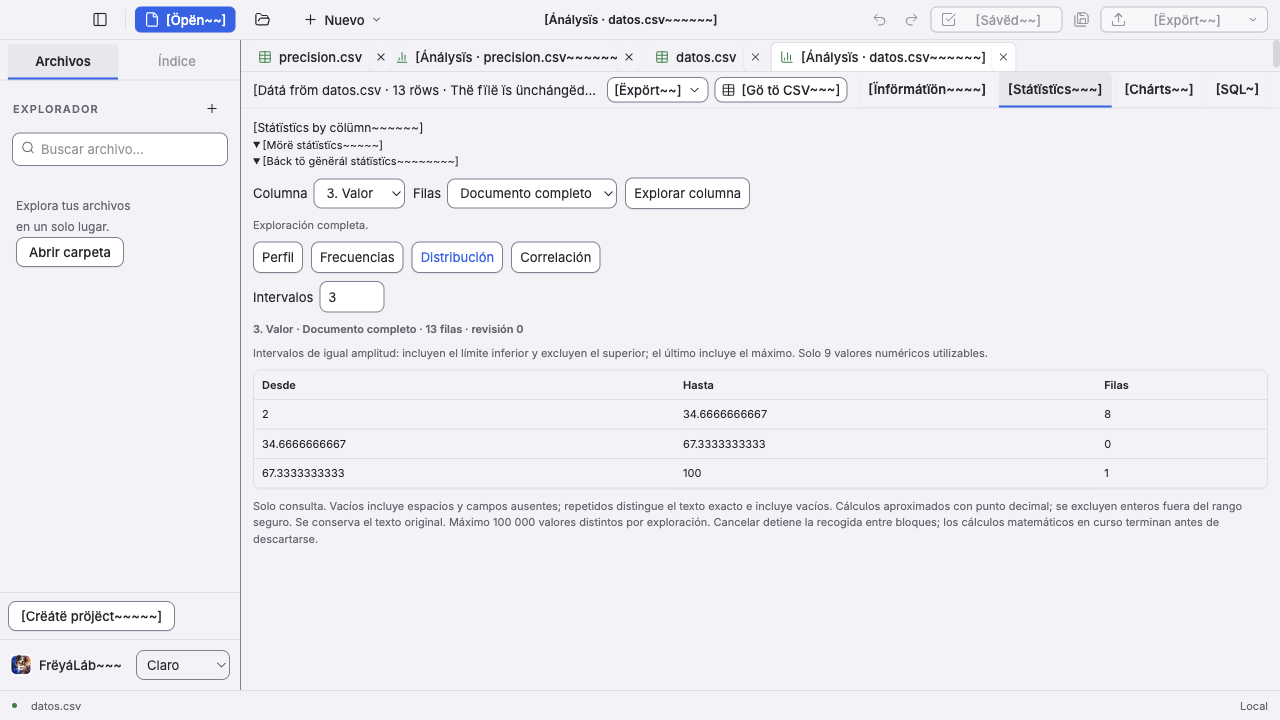 [Öpën~~]
Nuevo
[Ánálysïs · datos.csv~~~~~~]
[Sávëd~~]
[Ëxpört~~]
Archivos
Índice
precision.csv
[Ánálysïs · precision.csv~~~~~~
datos.csv
[Ánálysïs · datos.csv~~~~~~]
EXPLORADOR
Buscar archivo...
Explora tus archivos
en un solo lugar.
Abrir carpeta
[Dátá fröm datos.csv · 13 röws · Thë fïlë ïs ünchángëd...
[Ëxpört~~]
[Gö tö CSV~~~]
[Ïnförmátïön~~~~]
[Státïstïcs~~~]
[Chárts~~]
[SQL~]
[Státïstïcs by cölümn~~~~~~]
[Mörë státïstïcs~~~~~]
[Báck tö gënërál státïstïcs~~~~~~~~]
Columna
3. Valor
Filas
Documento completo
Explorar columna
Exploración completa.
Perfil
Frecuencias
Distribución
Correlación
Intervalos
3
3. Valor · Documento completo · 13 filas · revisión 0
Intervalos de igual amplitud: incluyen el límite inferior y excluyen el superior; el último incluye el máximo. Solo 9 valores numéricos utilizables.
Desde Hasta Filas
2 34.6666666667 8
34.6666666667 67.3333333333 0
67.3333333333 100 1
Solo consulta. Vacíos incluye espacios y campos ausentes; repetidos distingue el texto exacto e incluye vacíos. Cálculos aproximados con punto decimal; se excluyen enteros fuera del rango
seguro. Se conserva el texto original. Máximo 100 000 valores distintos por exploración. Cancelar detiene la recogida entre bloques; los cálculos matemáticos en curso terminan antes de
descartarse.
[Crëátë pröjëct~~~~~]
FrëyáLáb~~~
Claro
datos.csv
Local